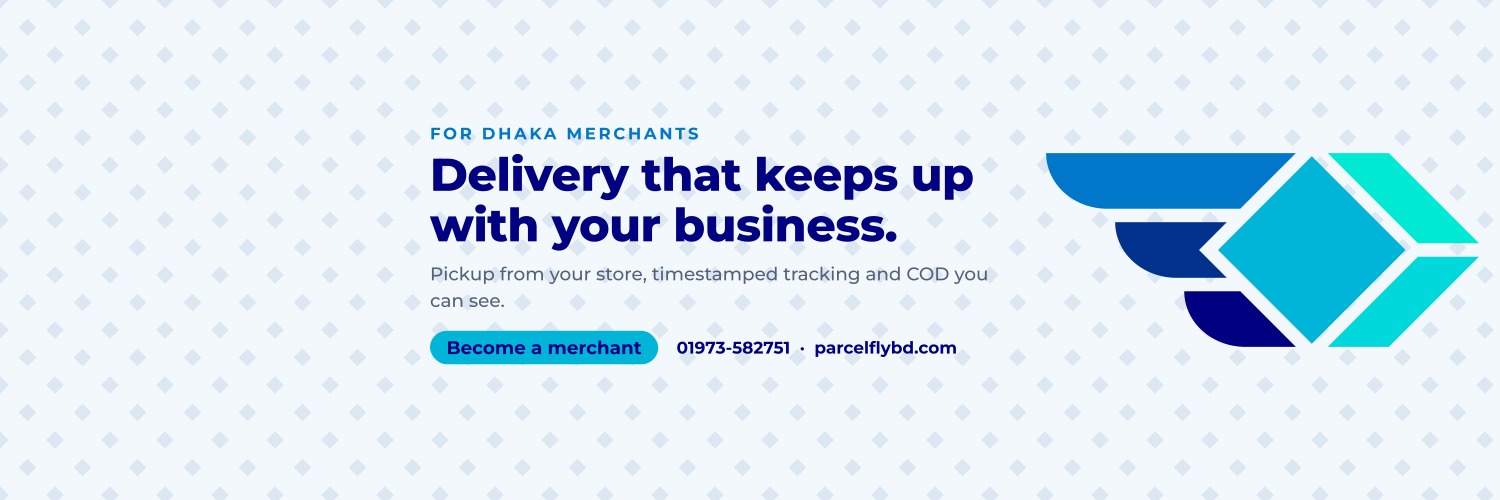 FOR DHAKA MERCHANTS
Delivery that keeps up
with your business.
Pickup from your store, timestamped tracking and COD you
can see.
Become a merchant 01973-582751 · parcelflybd.com